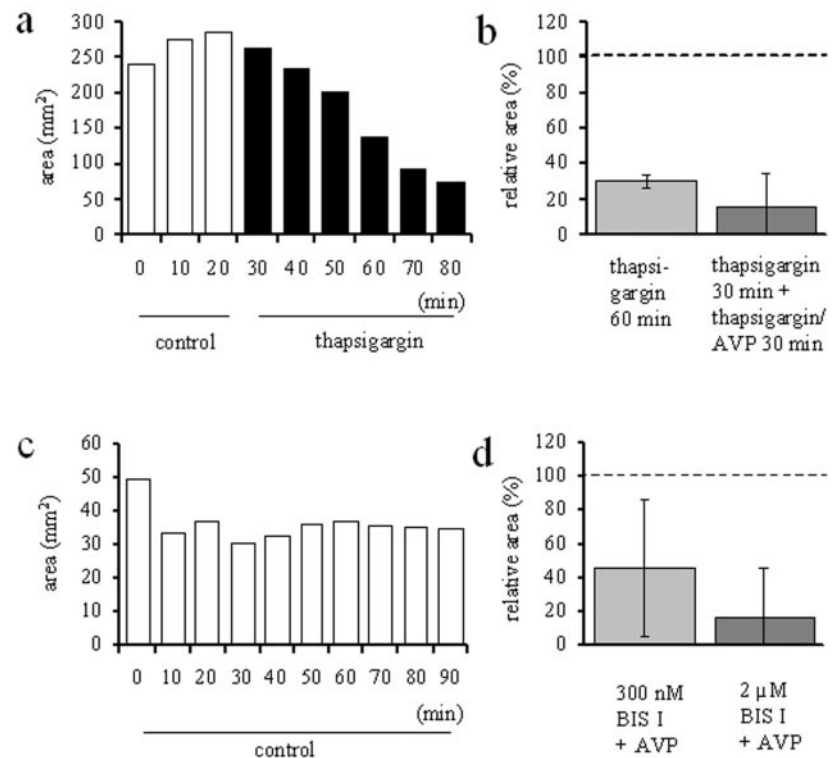 a
300
250
200
150
100
50
0
area (mm²)
0 10 20 30 40 50 60 70 80
(min)
control
thapsigargin
b
120
100
80
60
40
20
0
relative area (%)
thapsi-
gargin
60 min
thapsigargin
30 min +
thapsigargin/
AVP 30 min
c
60
50
40
30
20
10
0
area (mm²)
0 10 20 30 40 50 60 70 80 90
(min)
control
d
120
100
80
60
40
20
0
relative area (%)
300 nM
BIS I
+ AVP
2 µM
BIS I
+ AVP